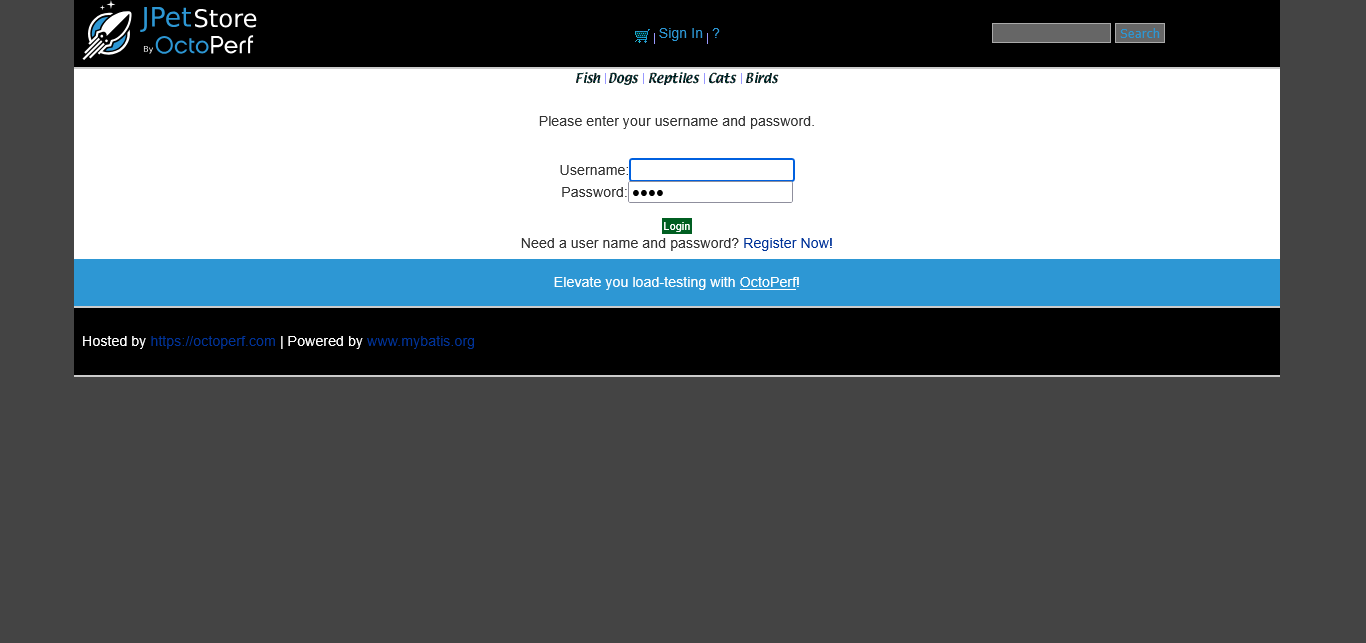 JPetStore
By OctoPerf
| Sign In | ?
Search
Fish | Dogs | Reptiles | Cats | Birds
Please enter your username and password.
Username:
Password: ••••
Login
Need a user name and password? Register Now!
Elevate you load-testing with OctoPerf!
Hosted by https://octoperf.com | Powered by www.mybatis.org